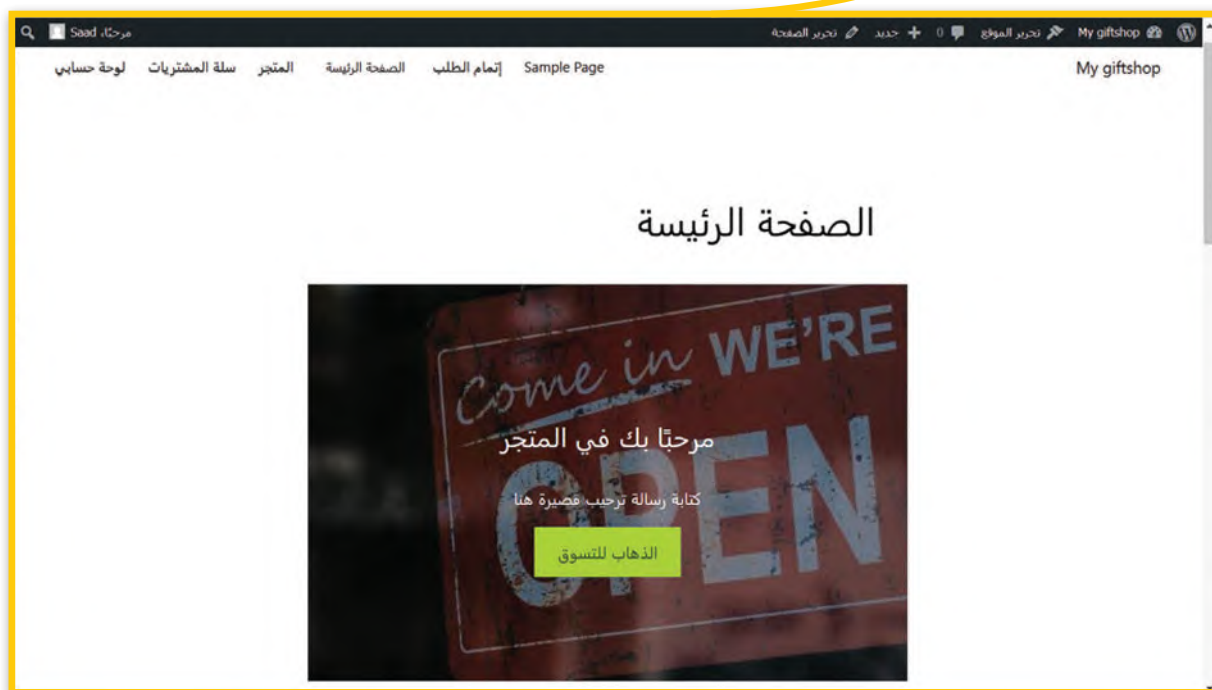 My giftshop تحرير الموقع 0 جديد تحرير الصفحة مرحبًا، Saad
My giftshop Sample Page إتمام الطلب الصفحة الرئيسة المتجر سلة المشتريات لوحة حسابي
الصفحة الرئيسة
Come in WE'RE
OPEN
مرحبًا بك في المتجر
كتابة رسالة ترحيب قصيرة هنا
الذهاب للتسوق